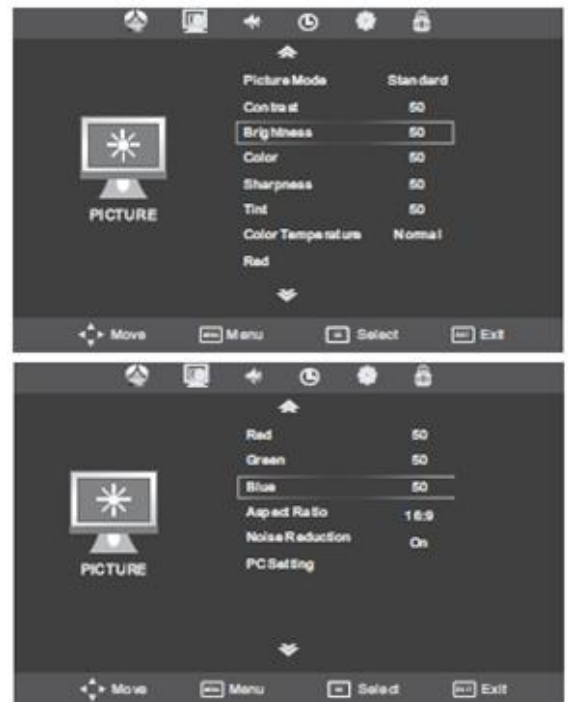 Picture Mode Standard
Contrast 50
Brightness 50
Color 50
Sharpness 50
Tint 50
Color Temperature Normal
Red
PICTURE
Move Menu Select Exit
Red 50
Green 50
Blue 50
Aspect Ratio 16:9
Noise Reduction On
PC Setting
PICTURE
Move Menu Select Exit